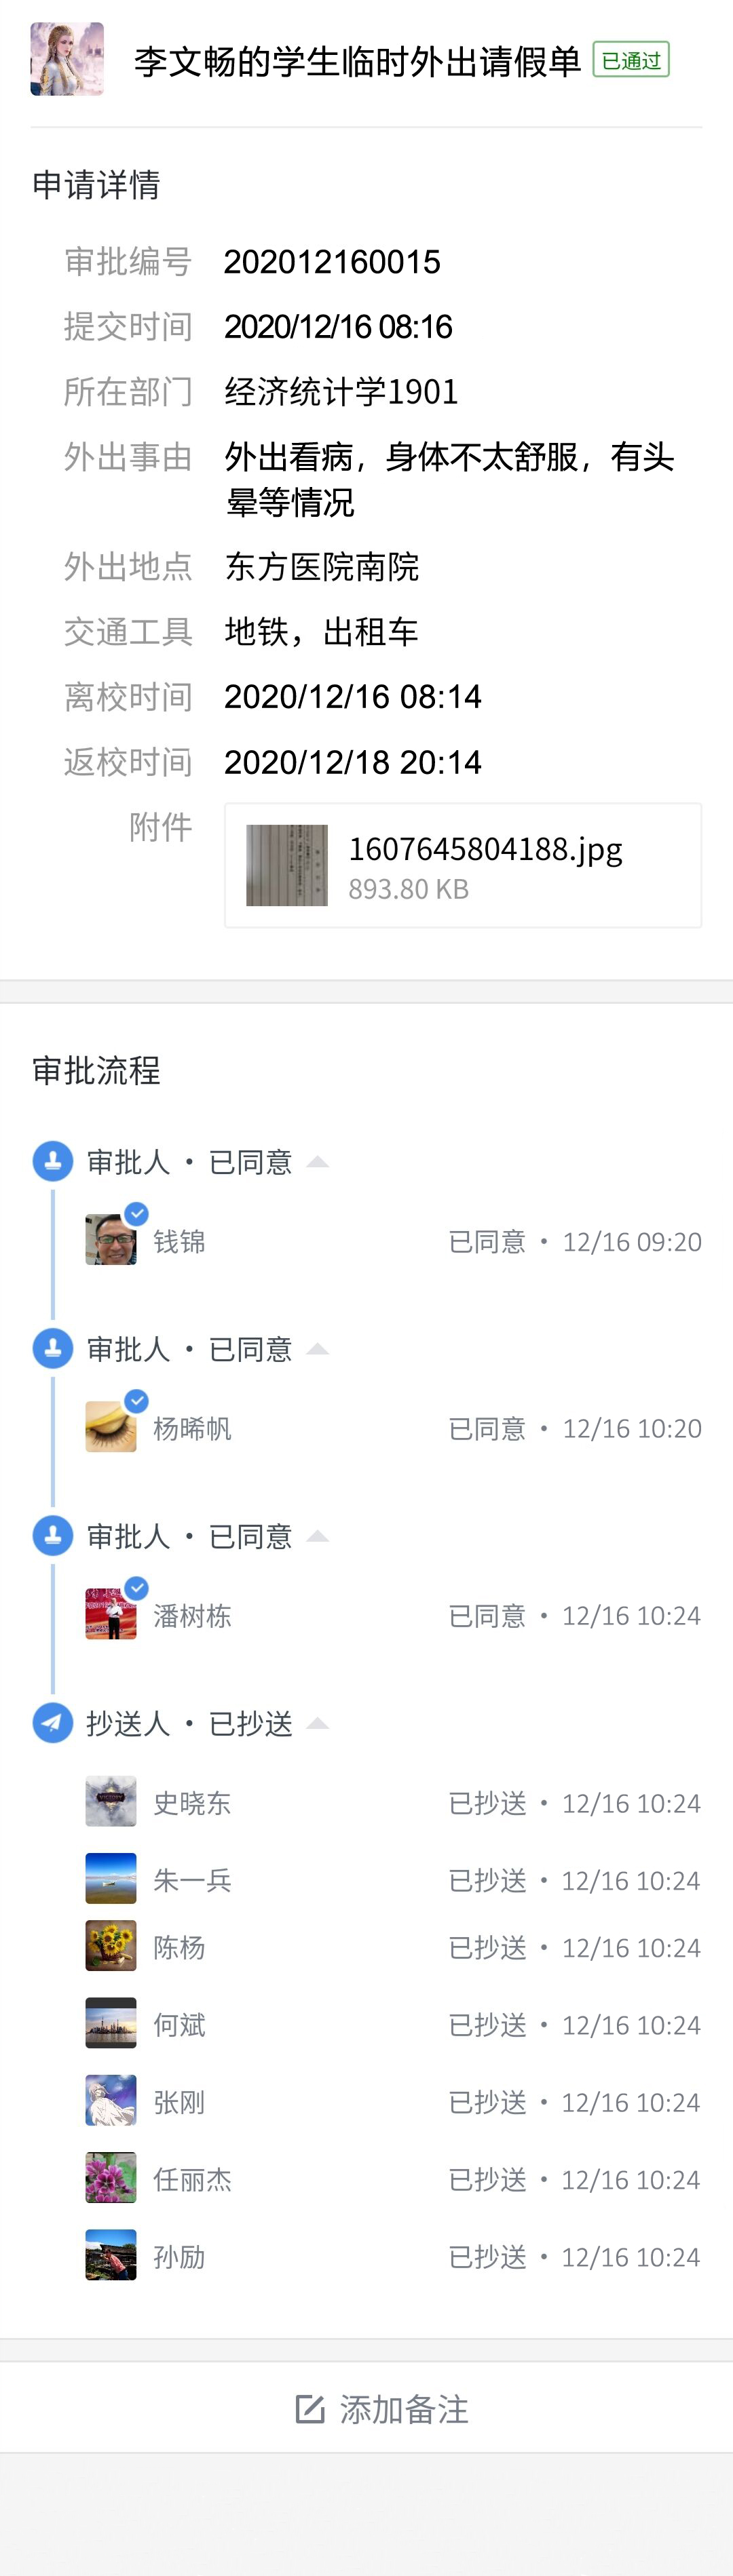 李文畅的学生临时外出请假单 已通过
申请详情
审批编号 202012160015
提交时间 2020/12/16 08:16
所在部门 经济统计学1901
外出事由 外出看病，身体不太舒服，有头
晕等情况
外出地点 东方医院南院
交通工具 地铁，出租车
离校时间 2020/12/16 08:14
返校时间 2020/12/18 20:14
附件 1607645804188.jpg
893.80 KB
审批流程
审批人 • 已同意
钱锦 已同意 • 12/16 09:20
审批人 • 已同意
杨晞帆 已同意 • 12/16 10:20
审批人 • 已同意
潘树栋 已同意 • 12/16 10:24
抄送人 • 已抄送
史晓东 已抄送 • 12/16 10:24
朱一兵 已抄送 • 12/16 10:24
陈杨 已抄送 • 12/16 10:24
何斌 已抄送 • 12/16 10:24
张刚 已抄送 • 12/16 10:24
任丽杰 已抄送 • 12/16 10:24
孙励 已抄送 • 12/16 10:24
添加备注